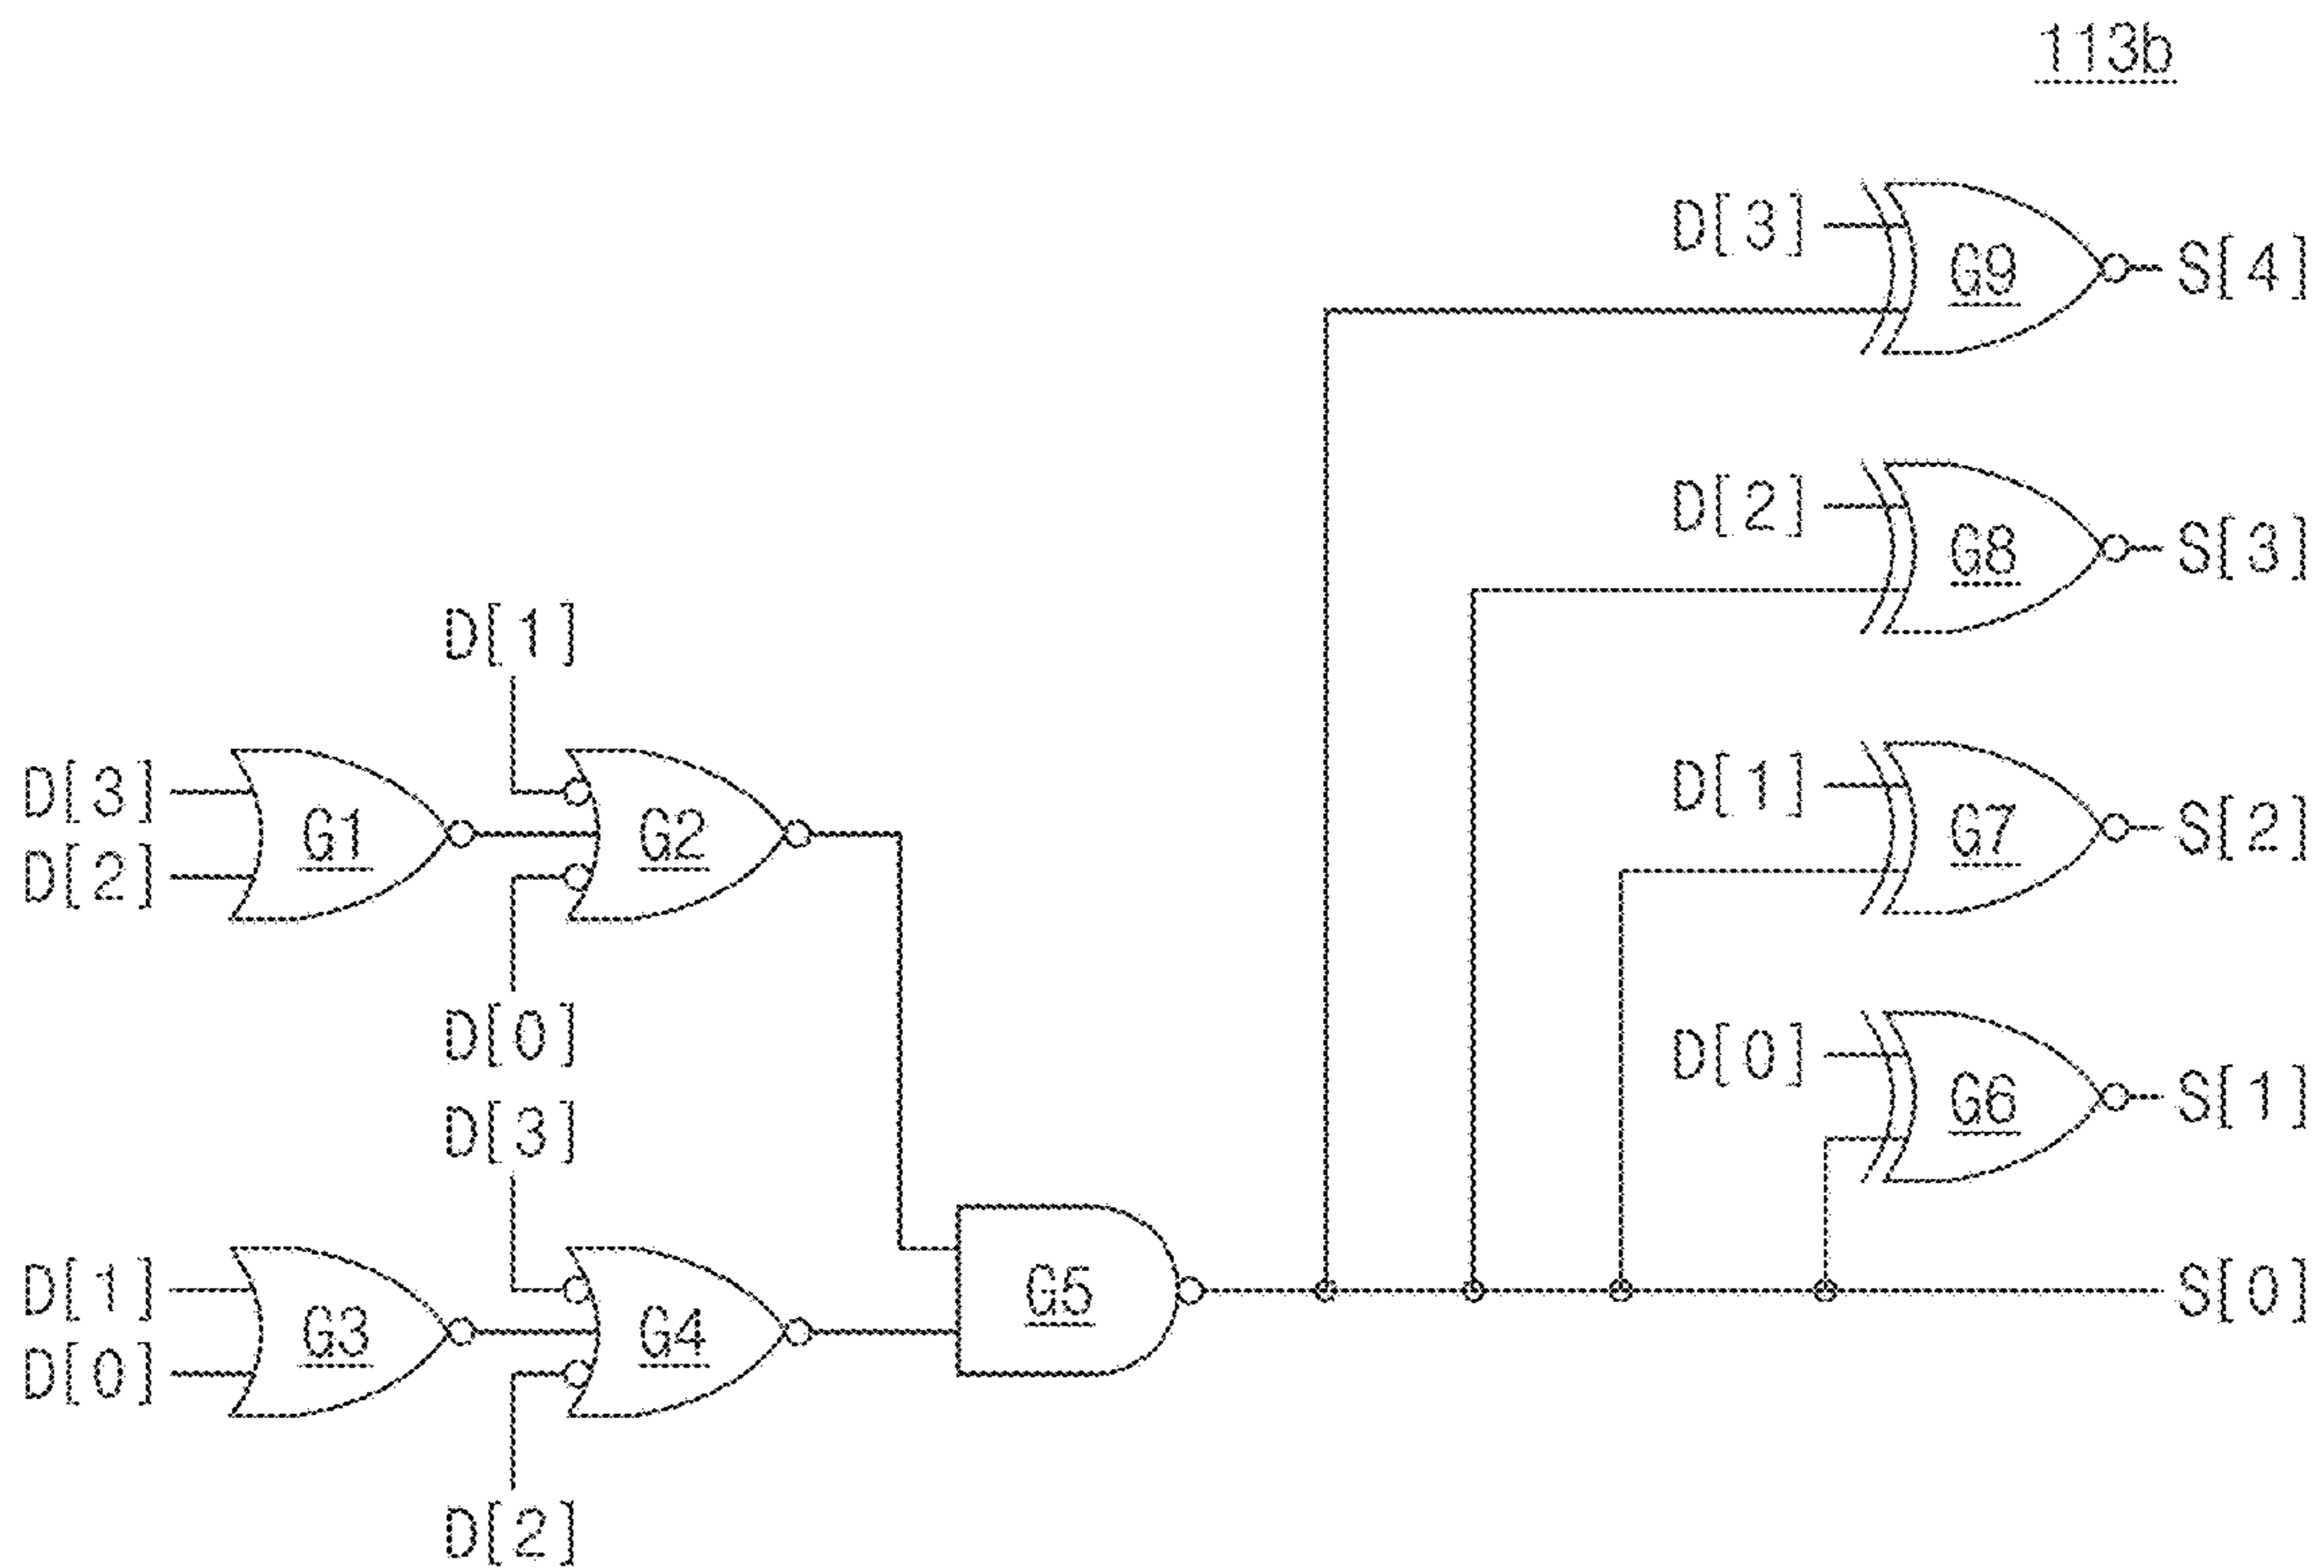 113b
D[3]
G9
S[4]
D[2]
G8
S[3]
D[1]
D[3]
D[2]
G1
G2
D[1]
G7
S[2]
D[0]
D[0]
G6
S[1]
D[3]
D[1]
D[0]
G3
G4
G5
S[0]
D[2]